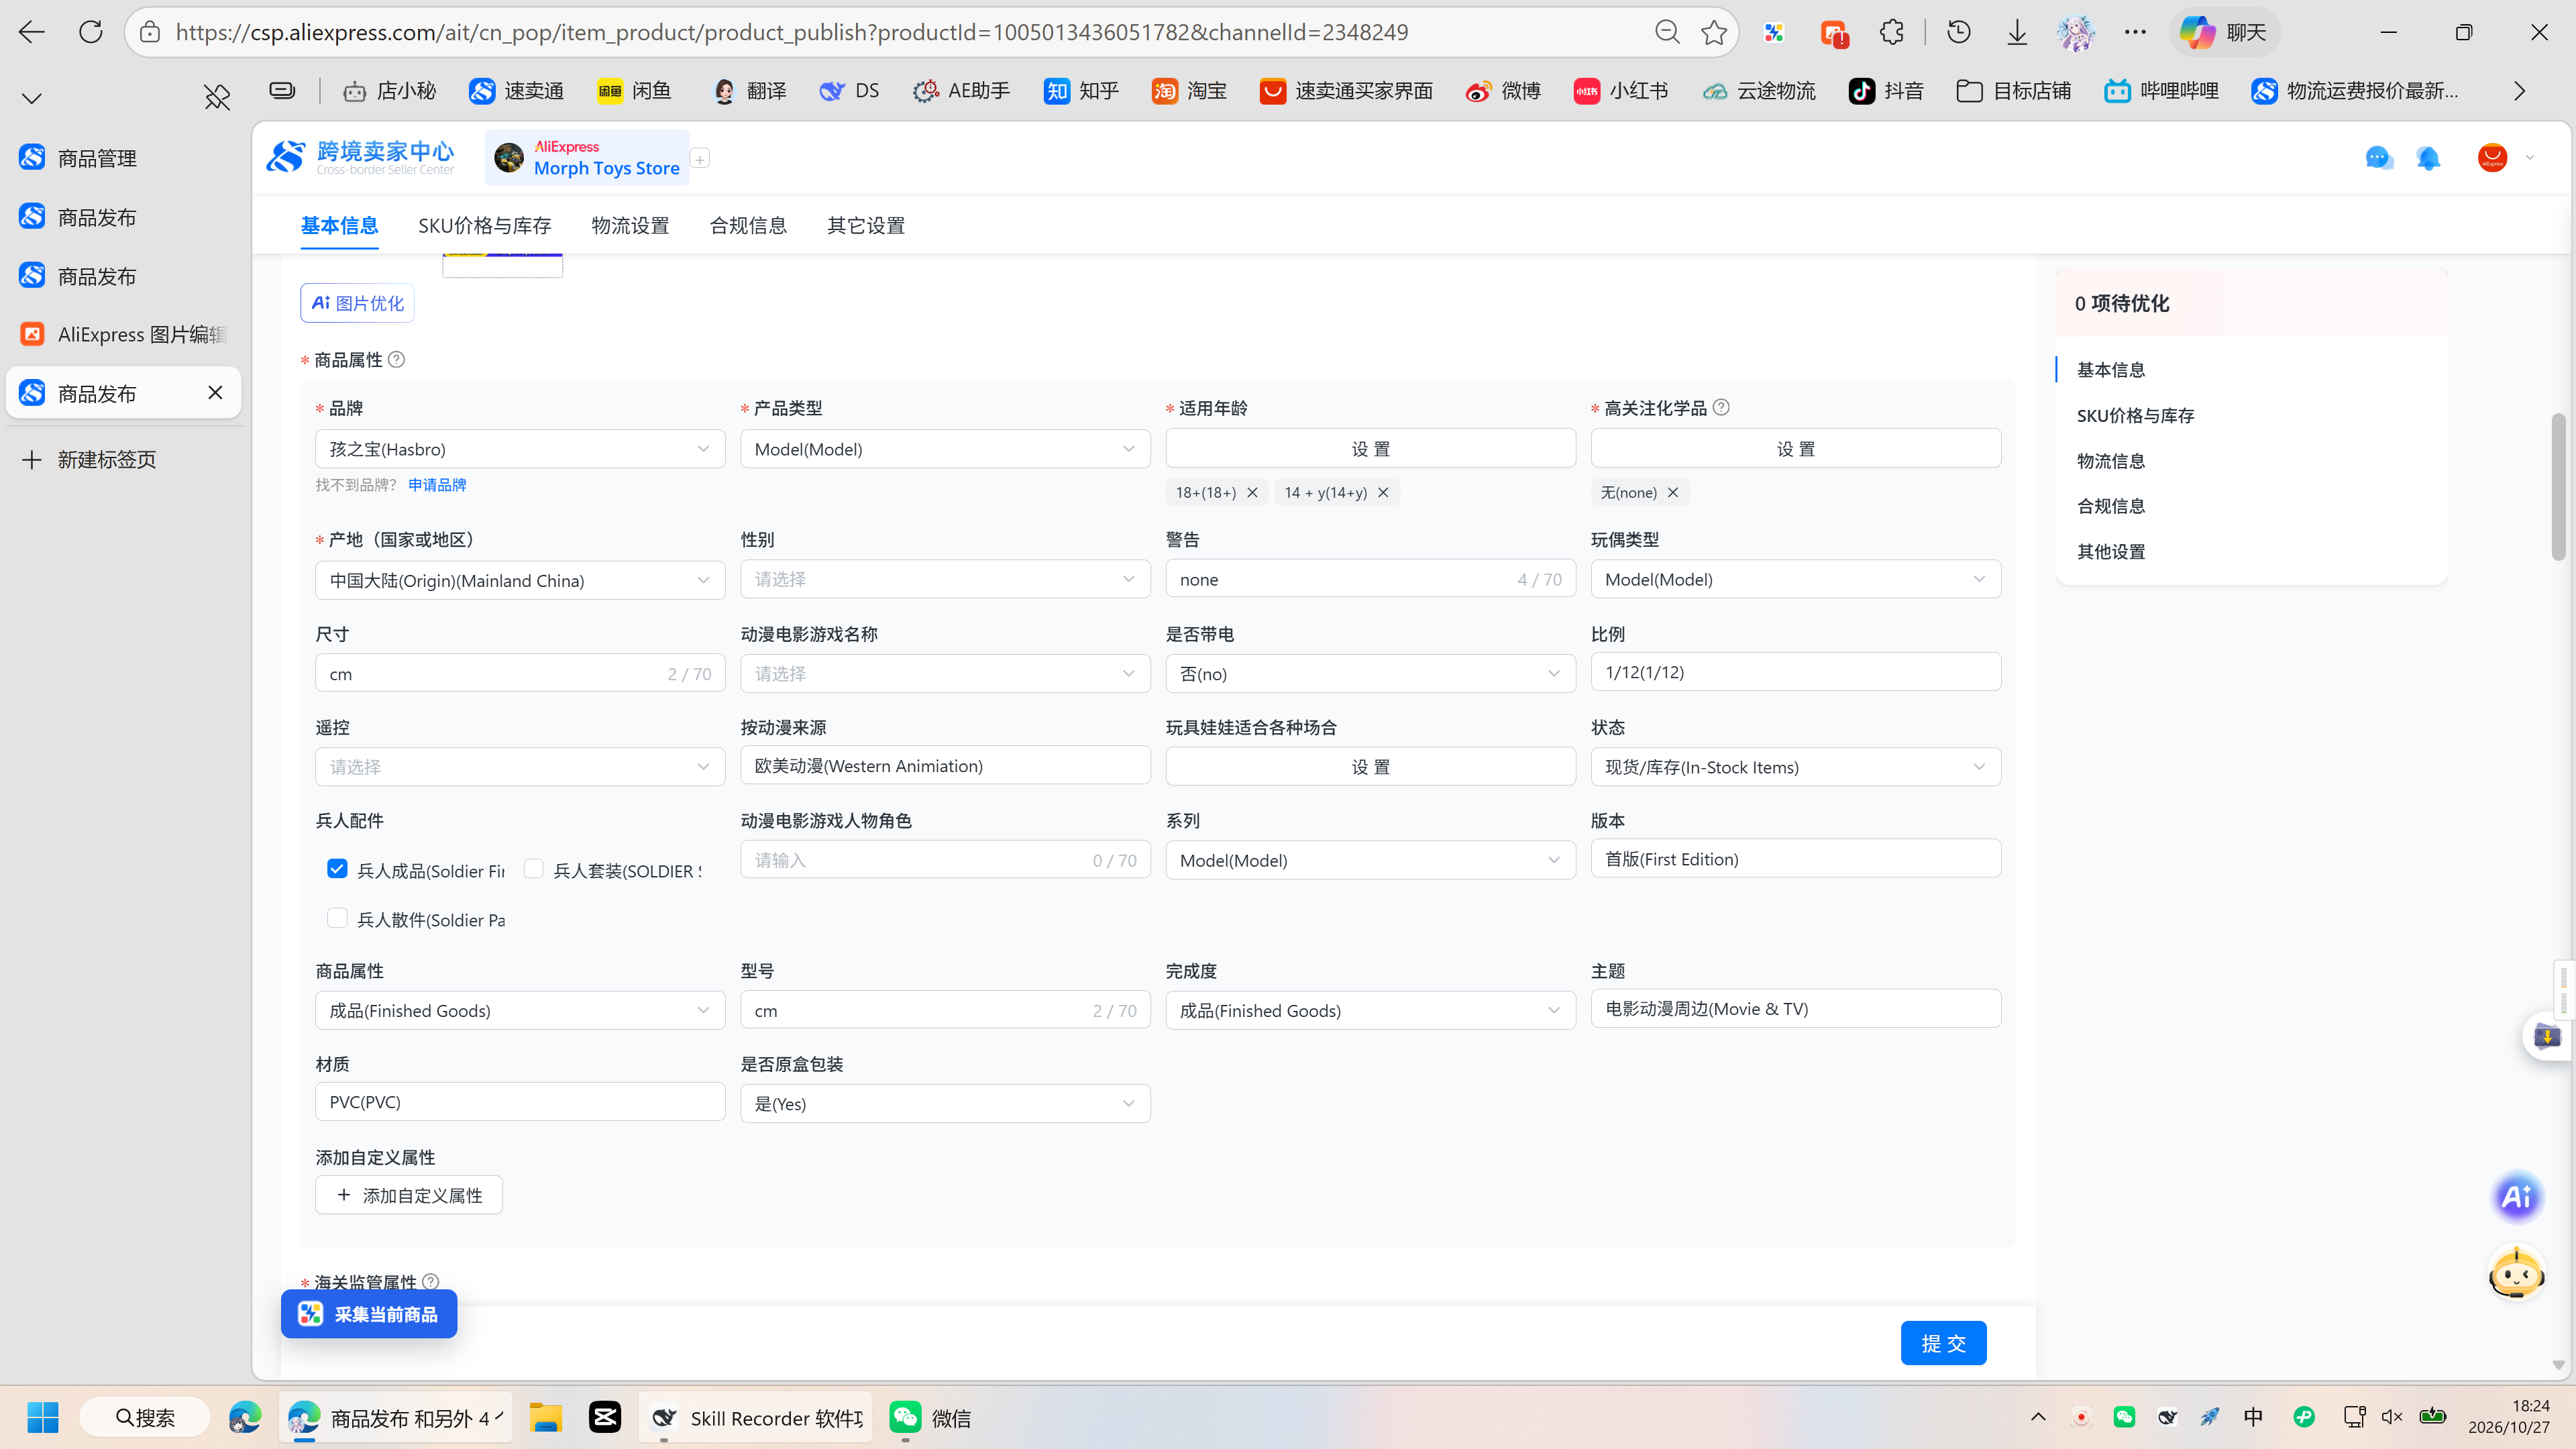 https://csp.aliexpress.com/ait/cn_pop/item_product/product_publish?productId=1005013436051782&channelId=2348249
聊天
店小秘
速卖通
闲鱼
翻译
DS
AE助手
知乎
淘宝
速卖通买家界面
微博
小红书
云途物流
抖音
目标店铺
哔哩哔哩
物流运费报价最新...
商品管理
商品发布
商品发布
AliExpress 图片编辑
商品发布
新建标签页
跨境卖家中心
Cross-border Seller Center
AliExpress
Morph Toys Store
基本信息
SKU价格与库存
物流设置
合规信息
其它设置
Ai 图片优化
* 商品属性
* 品牌
* 产品类型
* 适用年龄
* 高关注化学品
孩之宝(Hasbro)
Model(Model)
设 置
设 置
找不到品牌? 申请品牌
18+(18+)
14 + y(14+y)
无(none)
* 产地（国家或地区）
性别
警告
玩偶类型
中国大陆(Origin)(Mainland China)
请选择
none
4 / 70
Model(Model)
尺寸
动漫电影游戏名称
是否带电
比例
cm
2 / 70
请选择
否(no)
1/12(1/12)
遥控
按动漫来源
玩具娃娃适合各种场合
状态
请选择
欧美动漫(Western Animiation)
设 置
现货/库存(In-Stock Items)
兵人配件
动漫电影游戏人物角色
系列
版本
兵人成品(Soldier Fir
兵人套装(SOLDIER S
请输入
0 / 70
Model(Model)
首版(First Edition)
兵人散件(Soldier Pa
商品属性
型号
完成度
主题
成品(Finished Goods)
cm
2 / 70
成品(Finished Goods)
电影动漫周边(Movie & TV)
材质
是否原盒包装
PVC(PVC)
是(Yes)
添加自定义属性
+ 添加自定义属性
* 海关监管属性
采集当前商品
提 交
0 项待优化
基本信息
SKU价格与库存
物流信息
合规信息
其他设置
Ai
搜索
商品发布 和另外 4 个
Skill Recorder 软件功
微信
中
18:24
2026/10/27